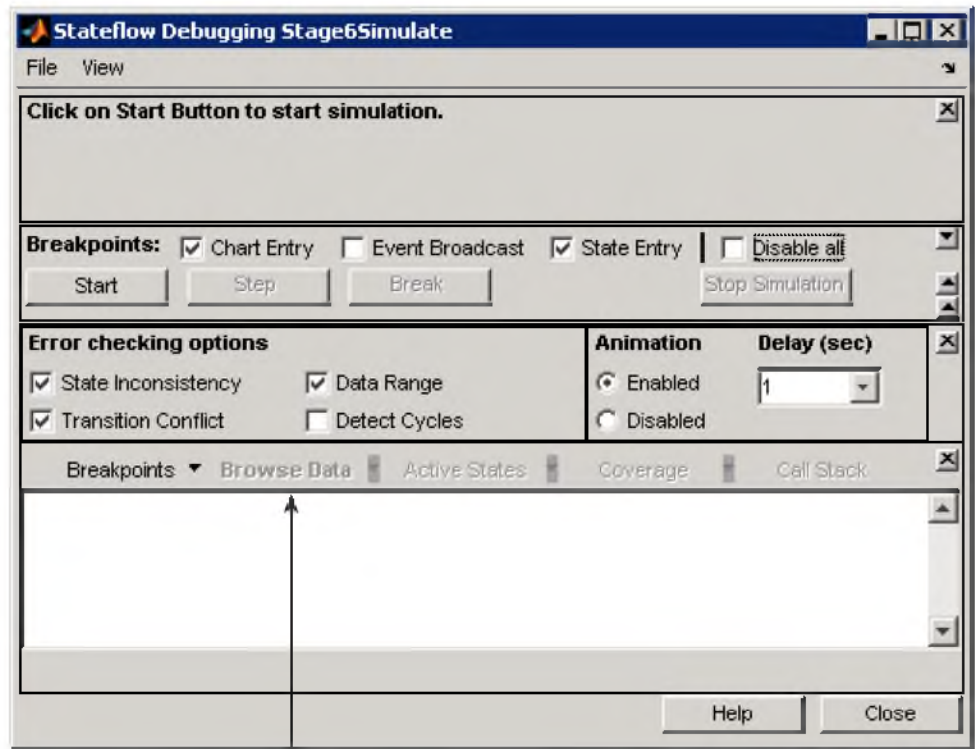 Stateflow Debugging Stage6Simulate
File View
Click on Start Button to start simulation.
Breakpoints: Chart Entry Event Broadcast State Entry Disable all
Start Step Break Stop Simulation
Error checking options Animation Delay (sec)
State Inconsistency Data Range Enabled 1
Transition Conflict Detect Cycles Disabled
Breakpoints Browse Data Active States Coverage Call Stack
Help Close